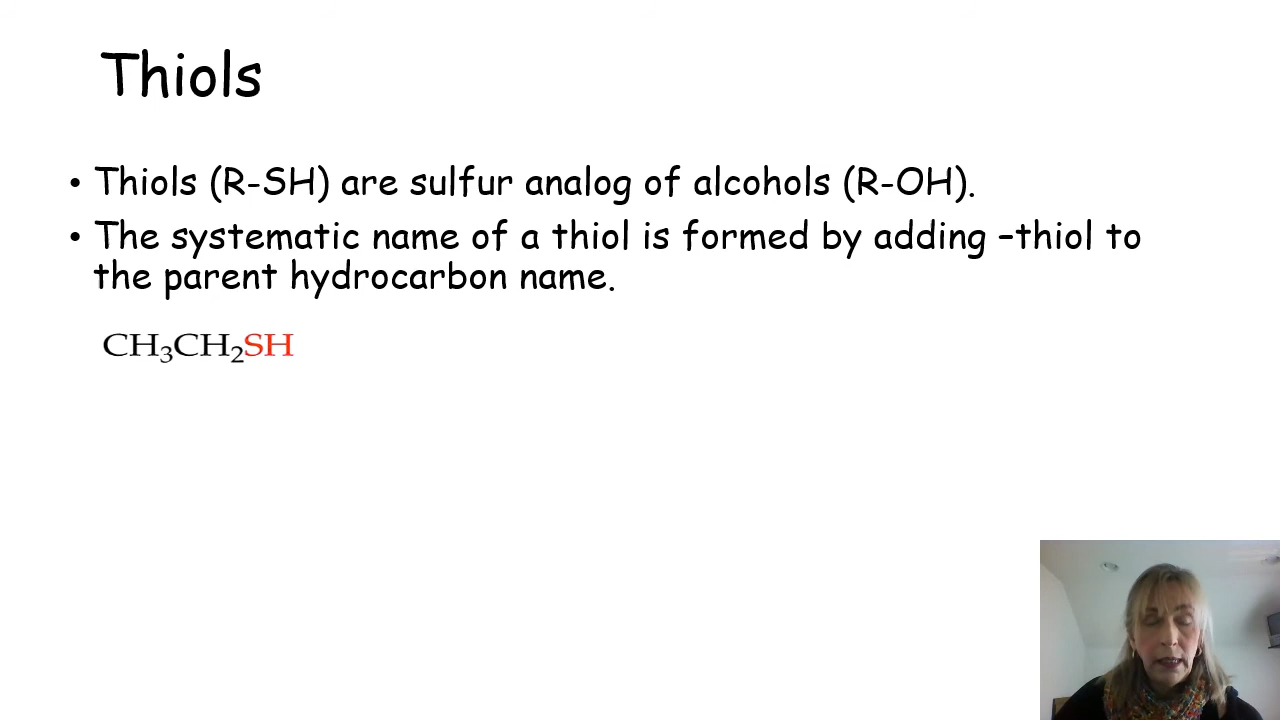 Thiols
• Thiols (R-SH) are sulfur analog of alcohols (R-OH).
• The systematic name of a thiol is formed by adding –thiol to
the parent hydrocarbon name.
CH₃CH₂SH